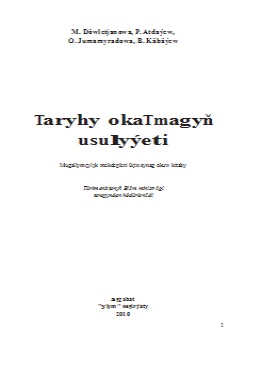 M. Döwletjanowa, P. Atdaýew,
O. Jumamyradowa, B. Käbäýew
Taryhy okaTmagyň
usulyýeti
Mugallymçylyk mekdepleri üçin synag okuw kitaby
Türkmenistanyň Bilim ministrligi
tarapyndan hödürlenildi
aşgabat
"ylym" neşirýaty
2010
1